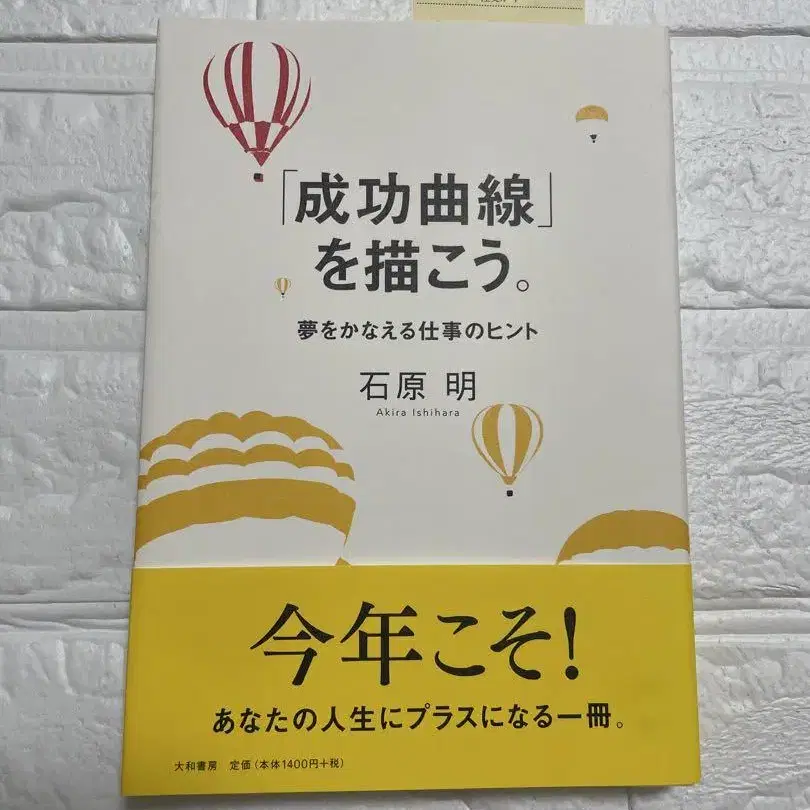 「成功曲線」
を描こう。
夢をかなえる仕事のヒント
石原 明
Akira Ishihara
今年こそ!
あなたの人生にプラスになる一冊。
大和書房 定価(本体1400円+税)